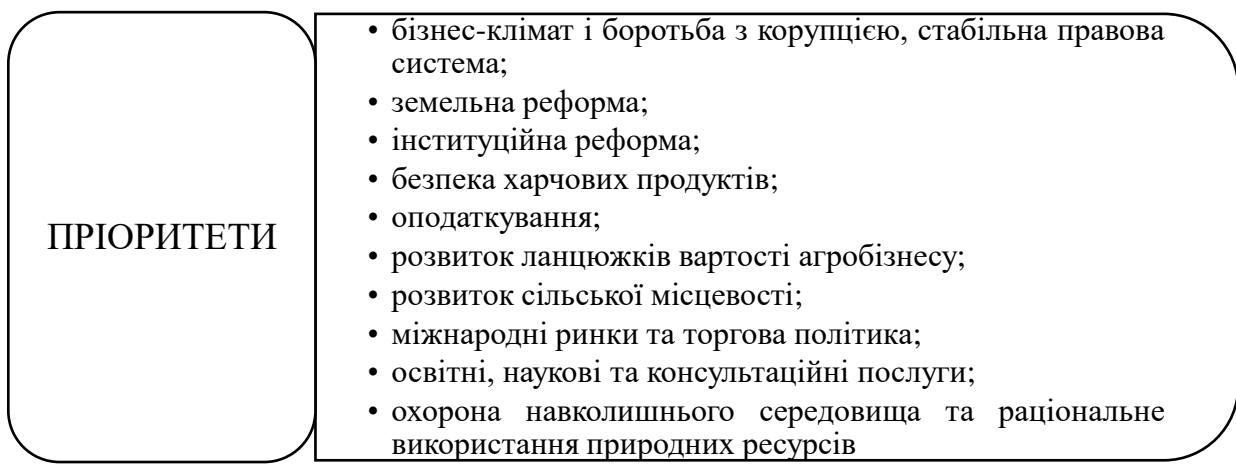 ПРІОРИТЕТИ
• бізнес-клімат і боротьба з корупцією, стабільна правова
система;
• земельна реформа;
• інституційна реформа;
• безпека харчових продуктів;
• оподаткування;
• розвиток ланцюжків вартості агробізнесу;
• розвиток сільської місцевості;
• міжнародні ринки та торгова політика;
• освітні, наукові та консультаційні послуги;
• охорона навколишнього середовища та раціональне
використання природних ресурсів